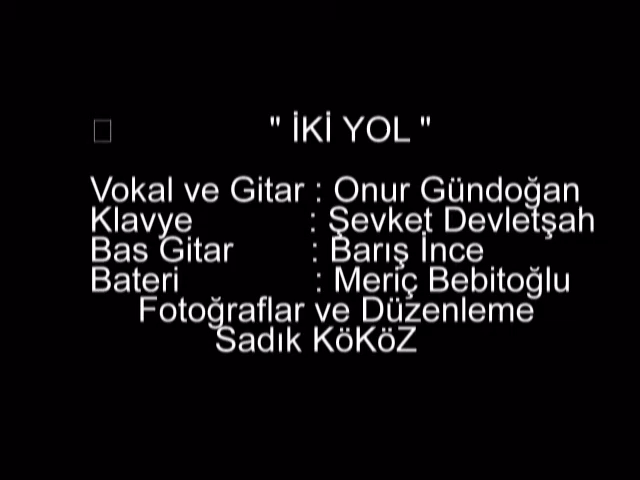 " İKİ YOL "
Vokal ve Gitar : Onur Gündoğan
Klavye : Şevket Devletşah
Bas Gitar : Barış İnce
Bateri : Meriç Bebitoğlu
Fotoğraflar ve Düzenleme
Sadık KöKöZ